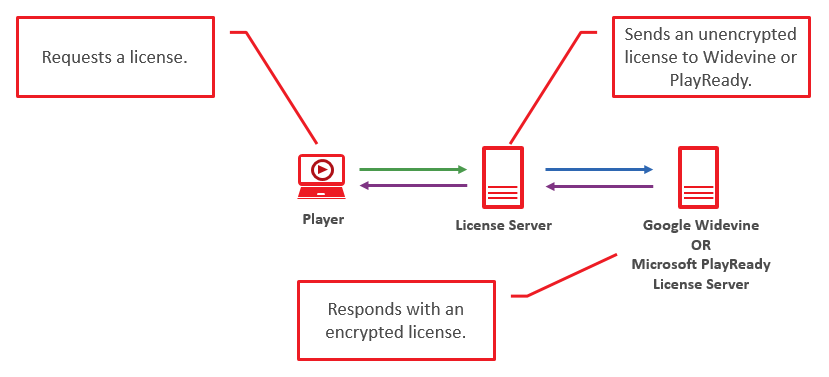 Requests a license.
Sends an unencrypted
license to Widevine or
PlayReady.
Player
License Server
Google Widevine
OR
Microsoft PlayReady
License Server
Responds with an
encrypted license.